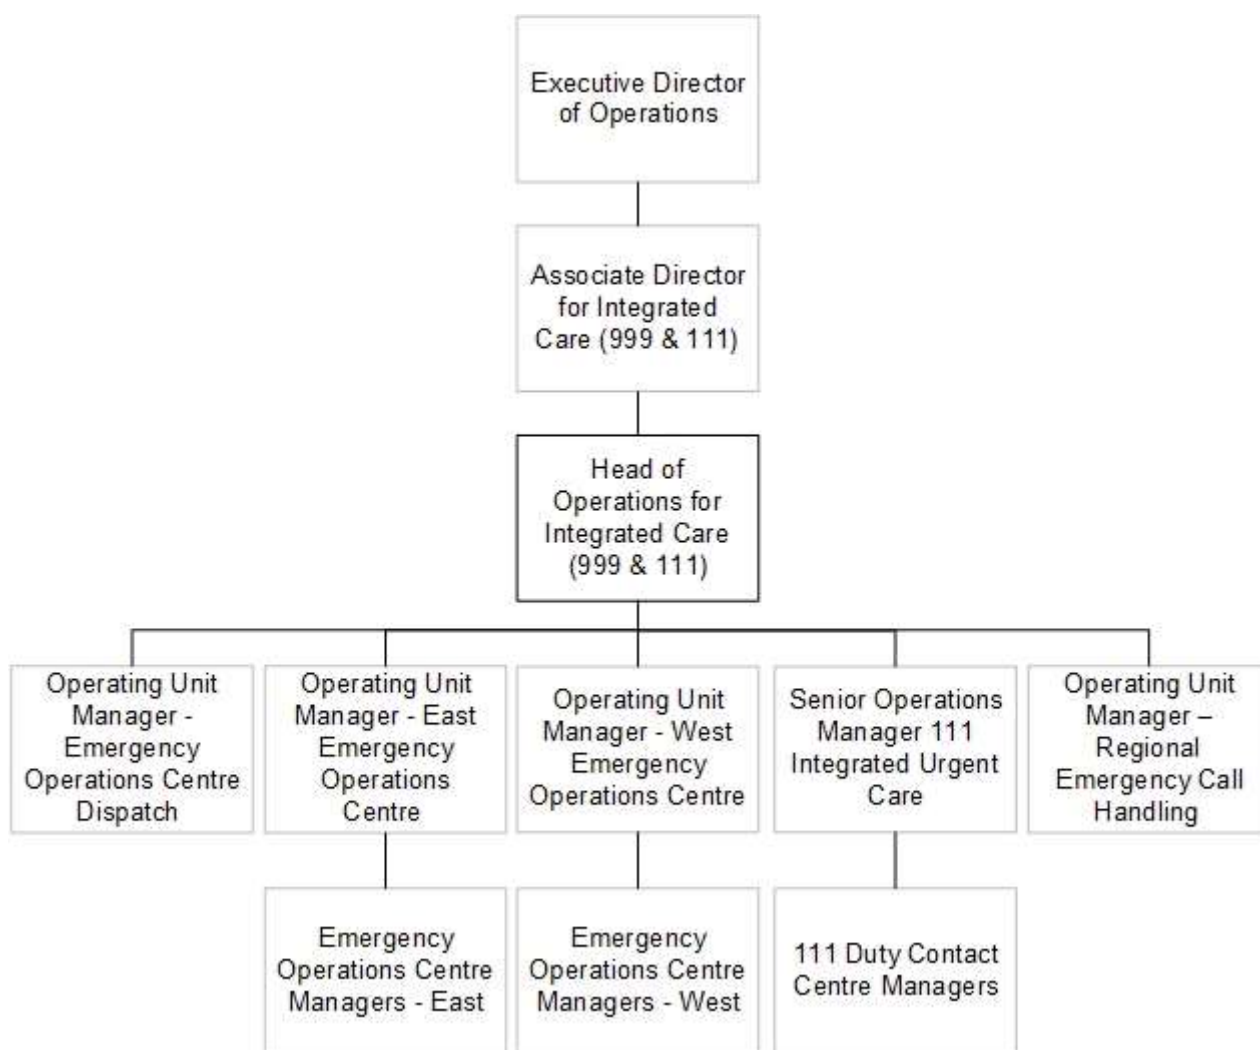 Executive Director
of Operations
Associate Director
for Integrated
Care (999 & 111)
Head of
Operations for
Integrated Care
(999 & 111)
Operating Unit
Manager -
Emergency
Operations Centre
Dispatch
Operating Unit
Manager - East
Emergency
Operations
Centre
Operating Unit
Manager - West
Emergency
Operations Centre
Senior Operations
Manager 111
Integrated Urgent
Care
Operating Unit
Manager –
Regional
Emergency Call
Handling
Emergency
Operations Centre
Managers - East
Emergency
Operations Centre
Managers - West
111 Duty Contact
Centre Managers